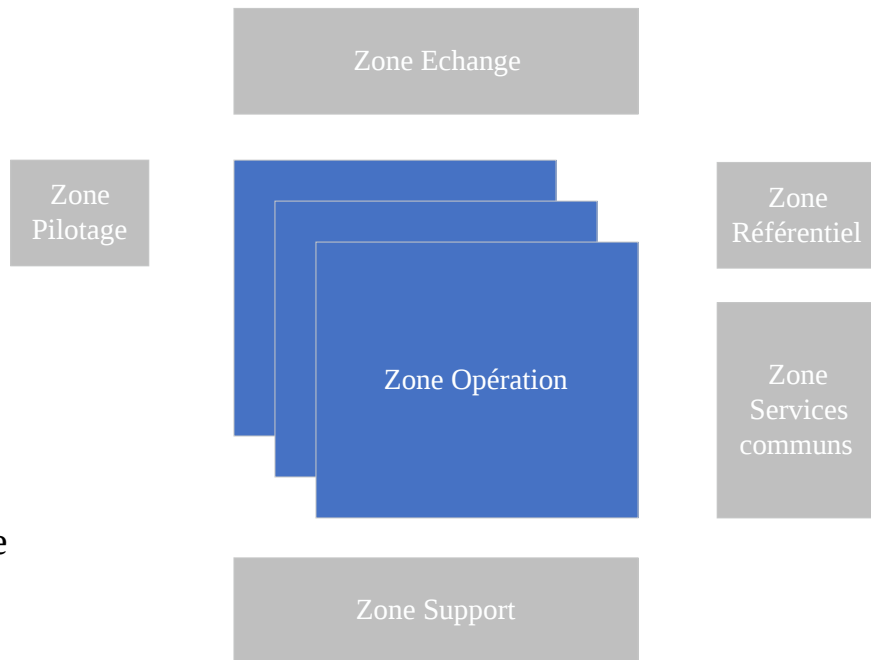 Zone Echange
Zone
Pilotage
Zone
Référentiel
Zone Opération
Zone
Services
communs
e
Zone Support